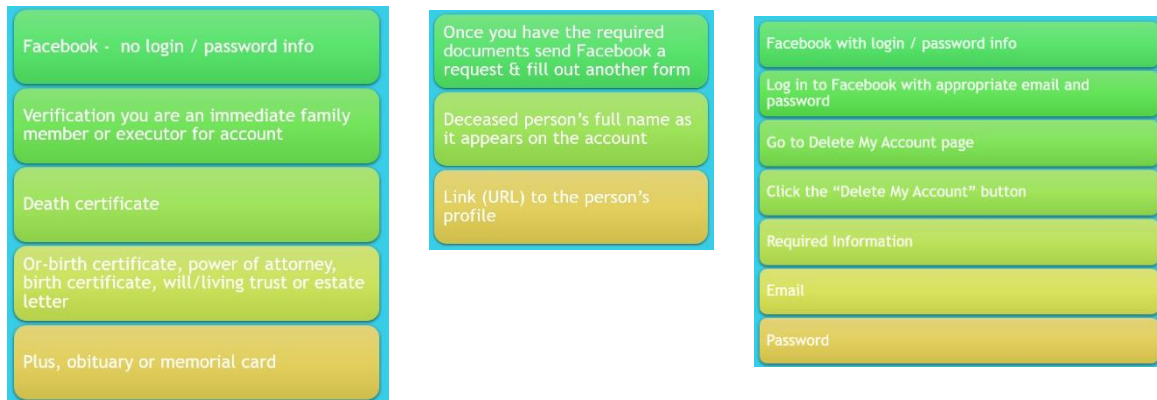 Facebook - no login / password info
Verification you are an immediate family
member or executor for account
Death certificate
Or-birth certificate, power of attorney,
birth certificate, will/living trust or estate
letter
Plus, obituary or memorial card
Once you have the required
documents send Facebook a
request & fill out another form
Deceased person's full name as
it appears on the account
Link (URL) to the person's
profile
Facebook with login / password info
Log in to Facebook with appropriate email and
password
Go to Delete My Account page
Click the “Delete My Account” button
Required Information
Email
Password